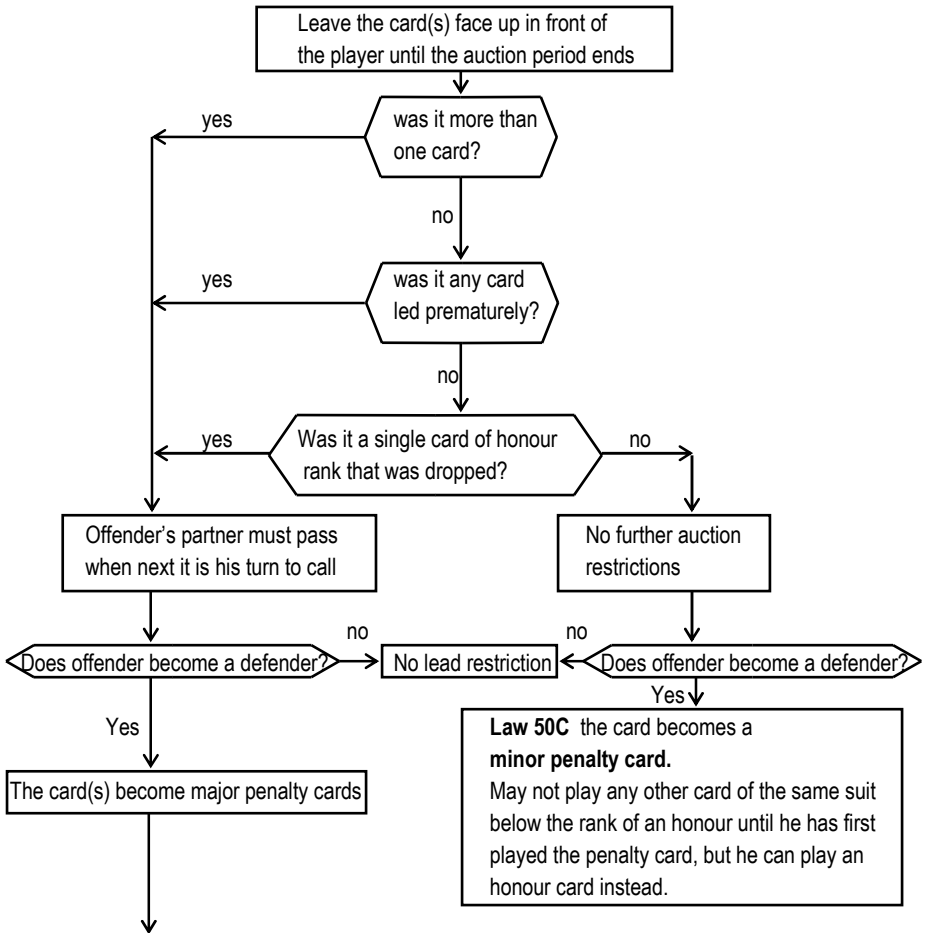 Leave the card(s) face up in front of
the player until the auction period ends
yes
was it more than
one card?
no
yes
was it any card
led prematurely?
no
yes
Was it a single card of honour
rank that was dropped?
no
Offender's partner must pass
when next it is his turn to call
No further auction
restrictions
Does offender become a defender?
no
No lead restriction
no
Does offender become a defender?
Yes
Yes
The card(s) become major penalty cards
Law 50C the card becomes a
minor penalty card.
May not play any other card of the same suit
below the rank of an honour until he has first
played the penalty card, but he can play an
honour card instead.